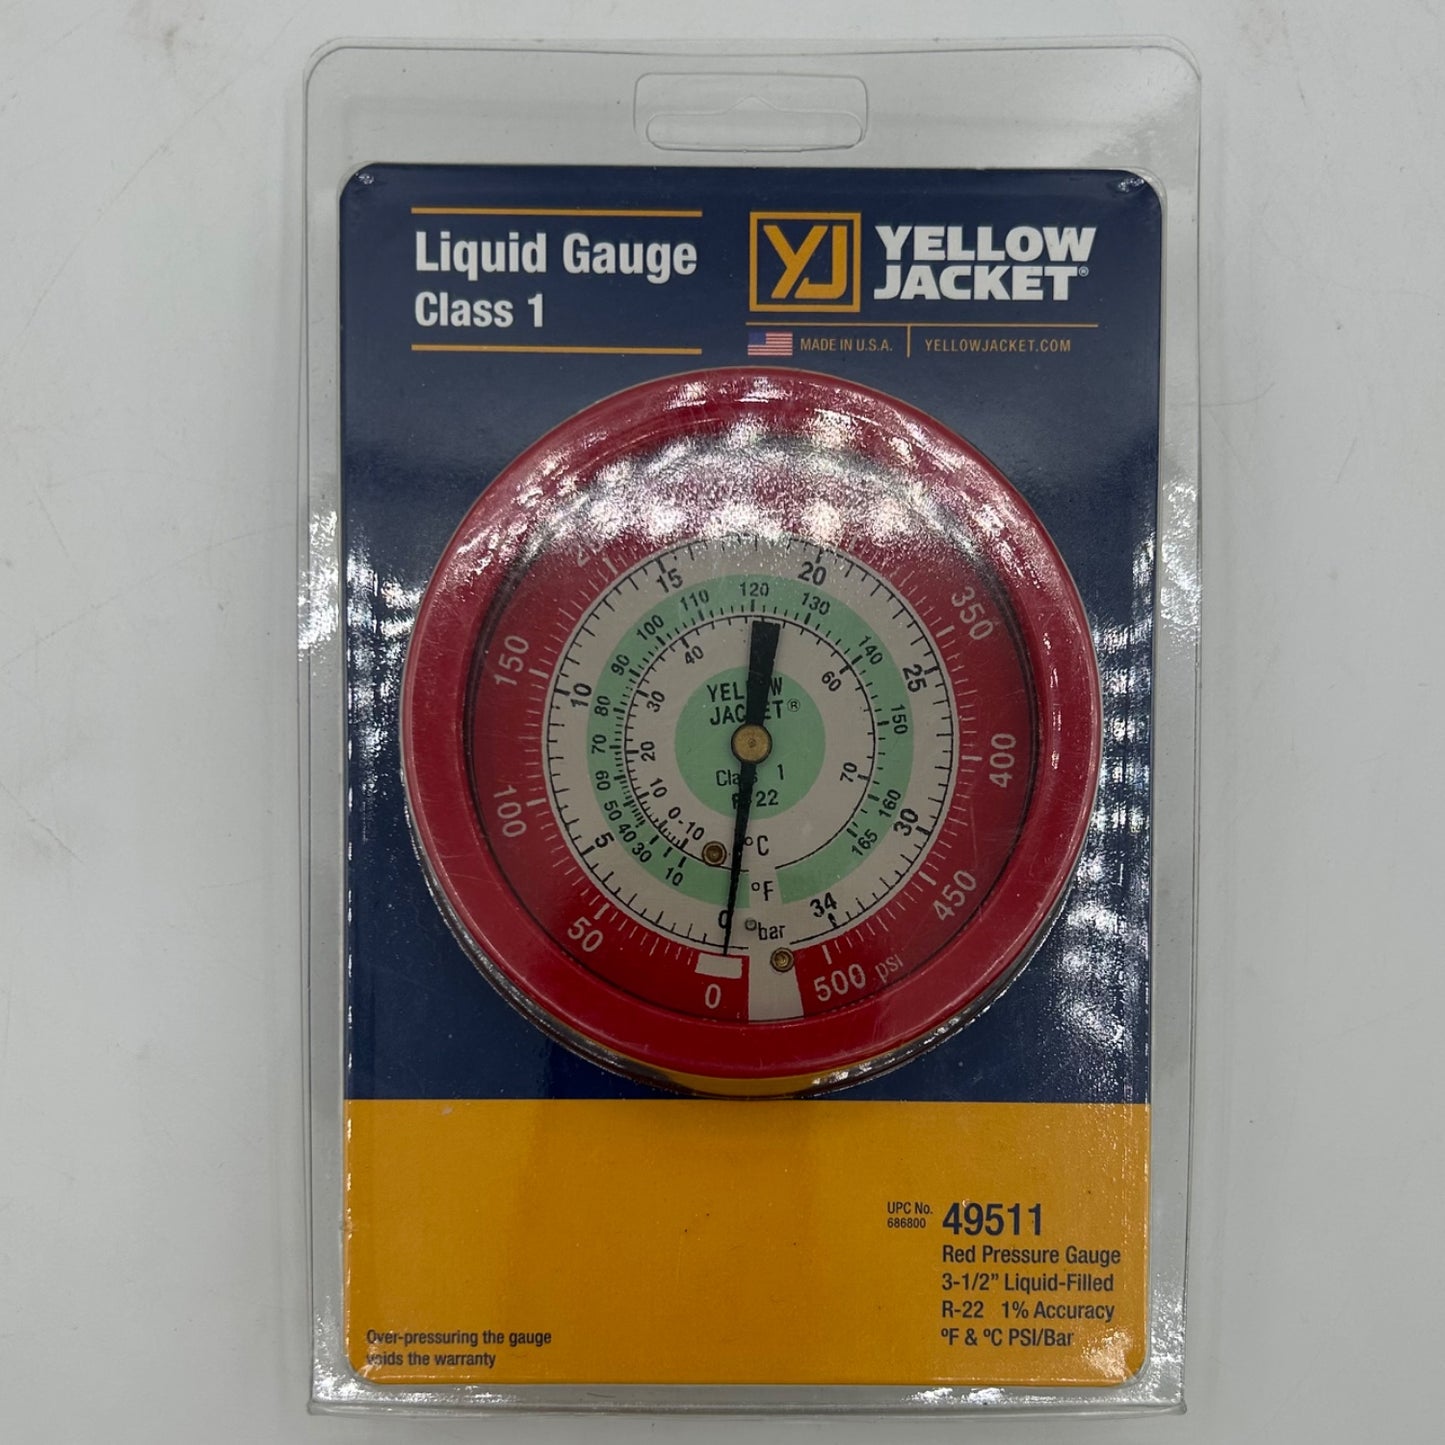 Liquid Gauge
Class 1
YJ
YELLOW
JACKET®
MADE IN U.S.A.
YELLOWJACKET.COM
0
50
100
150
350
400
450
500 psi
0
5
10
15
20
25
30
34
bar
10
30
40
50
60
70
80
90
100
110
120
130
140
150
160
165
°F
-10
0
10
20
30
40
60
70
°C
JACKET®
1
22
UPC No.
686800
49511
Red Pressure Gauge
3-1/2" Liquid-Filled
R-22 1% Accuracy
ºF & ºC PSI/Bar
Over-pressuring the gauge
voids the warranty